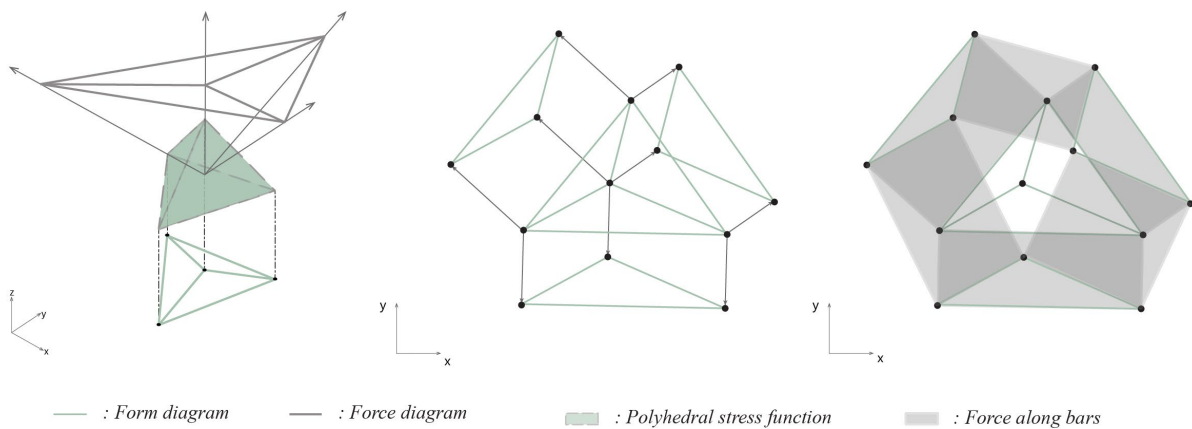 z
y
x
y
x
y
x
: Form diagram
: Force diagram
: Polyhedral stress function
: Force along bars